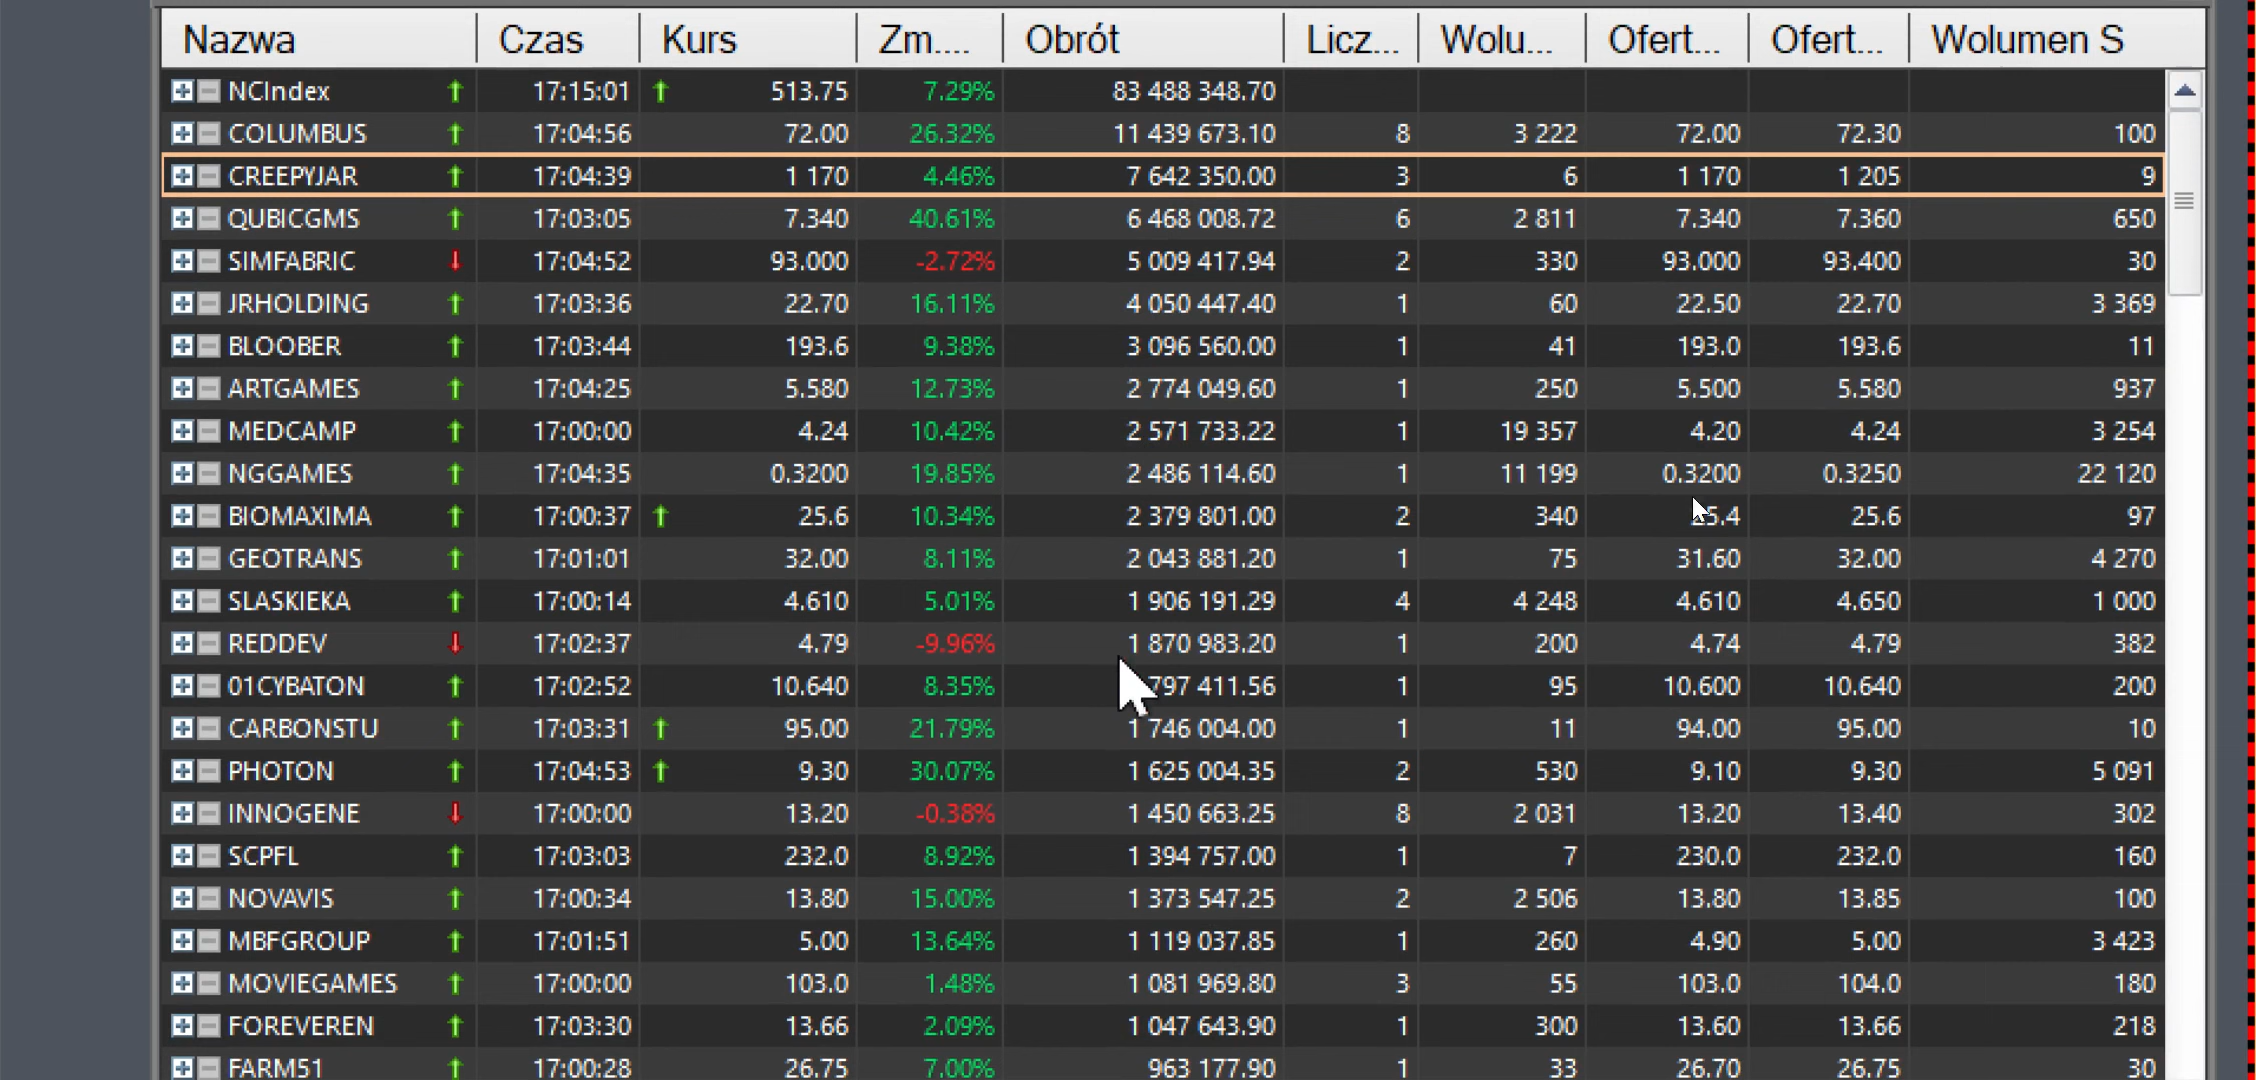 Nazwa Czas Kurs Zm.... Obrót Licz... Wolu... Ofert... Ofert... Wolumen S
NCIndex 17:15:01 513.75 7.29% 83 488 348.70
COLUMBUS 17:04:56 72.00 26.32% 11 439 673.10 8 3 222 72.00 72.30 100
CREEPYJAR 17:04:39 1 170 4.46% 7 642 350.00 3 6 1 170 1 205 9
QUBICGMS 17:03:05 7.340 40.61% 6 468 008.72 6 2 811 7.340 7.360 650
SIMFABRIC 17:04:52 93.000 -2.72% 5 009 417.94 2 330 93.000 93.400 30
JRHOLDING 17:03:36 22.70 16.11% 4 050 447.40 1 60 22.50 22.70 3 369
BLOOBER 17:03:44 193.6 9.38% 3 096 560.00 1 41 193.0 193.6 11
ARTGAMES 17:04:25 5.580 12.73% 2 774 049.60 1 250 5.500 5.580 937
MEDCAMP 17:00:00 4.24 10.42% 2 571 733.22 1 19 357 4.20 4.24 3 254
NGGAMES 17:04:35 0.3200 19.85% 2 486 114.60 1 11 199 0.3200 0.3250 22 120
BIOMAXIMA 17:00:37 25.6 10.34% 2 379 801.00 2 340 25.4 25.6 97
GEOTRANS 17:01:01 32.00 8.11% 2 043 881.20 1 75 31.60 32.00 4 270
SLASKIEKA 17:00:14 4.610 5.01% 1 906 191.29 4 4 248 4.610 4.650 1 000
REDDEV 17:02:37 4.79 -9.96% 1 870 983.20 1 200 4.74 4.79 382
01CYBATON 17:02:52 10.640 8.35% 797 411.56 1 95 10.600 10.640 200
CARBONSTU 17:03:31 95.00 21.79% 1 746 004.00 1 11 94.00 95.00 10
PHOTON 17:04:53 9.30 30.07% 1 625 004.35 2 530 9.10 9.30 5 091
INNOGENE 17:00:00 13.20 -0.38% 1 450 663.25 8 2 031 13.20 13.40 302
SCPFL 17:03:03 232.0 8.92% 1 394 757.00 1 7 230.0 232.0 160
NOVAVIS 17:00:34 13.80 15.00% 1 373 547.25 2 2 506 13.80 13.85 100
MBFGROUP 17:01:51 5.00 13.64% 1 119 037.85 1 260 4.90 5.00 3 423
MOVIEGAMES 17:00:00 103.0 1.48% 1 081 969.80 3 55 103.0 104.0 180
FOREVEREN 17:03:30 13.66 2.09% 1 047 643.90 1 300 13.60 13.66 218
FARM51 17:00:28 26.75 7.00% 963 177.90 1 33 26.70 26.75 30